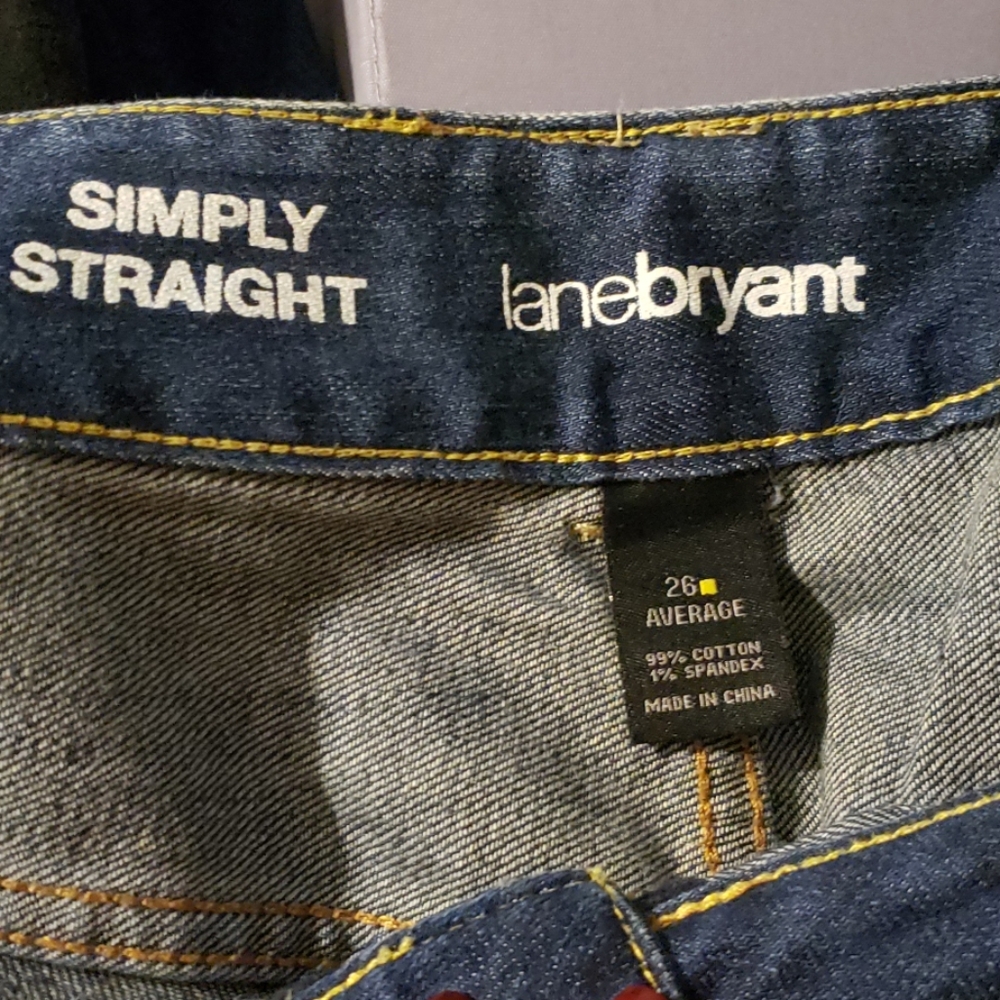 SIMPLY
STRAIGHT
lanebryant
26
AVERAGE
99% COTTON
1% SPANDEX
MADE IN CHINA